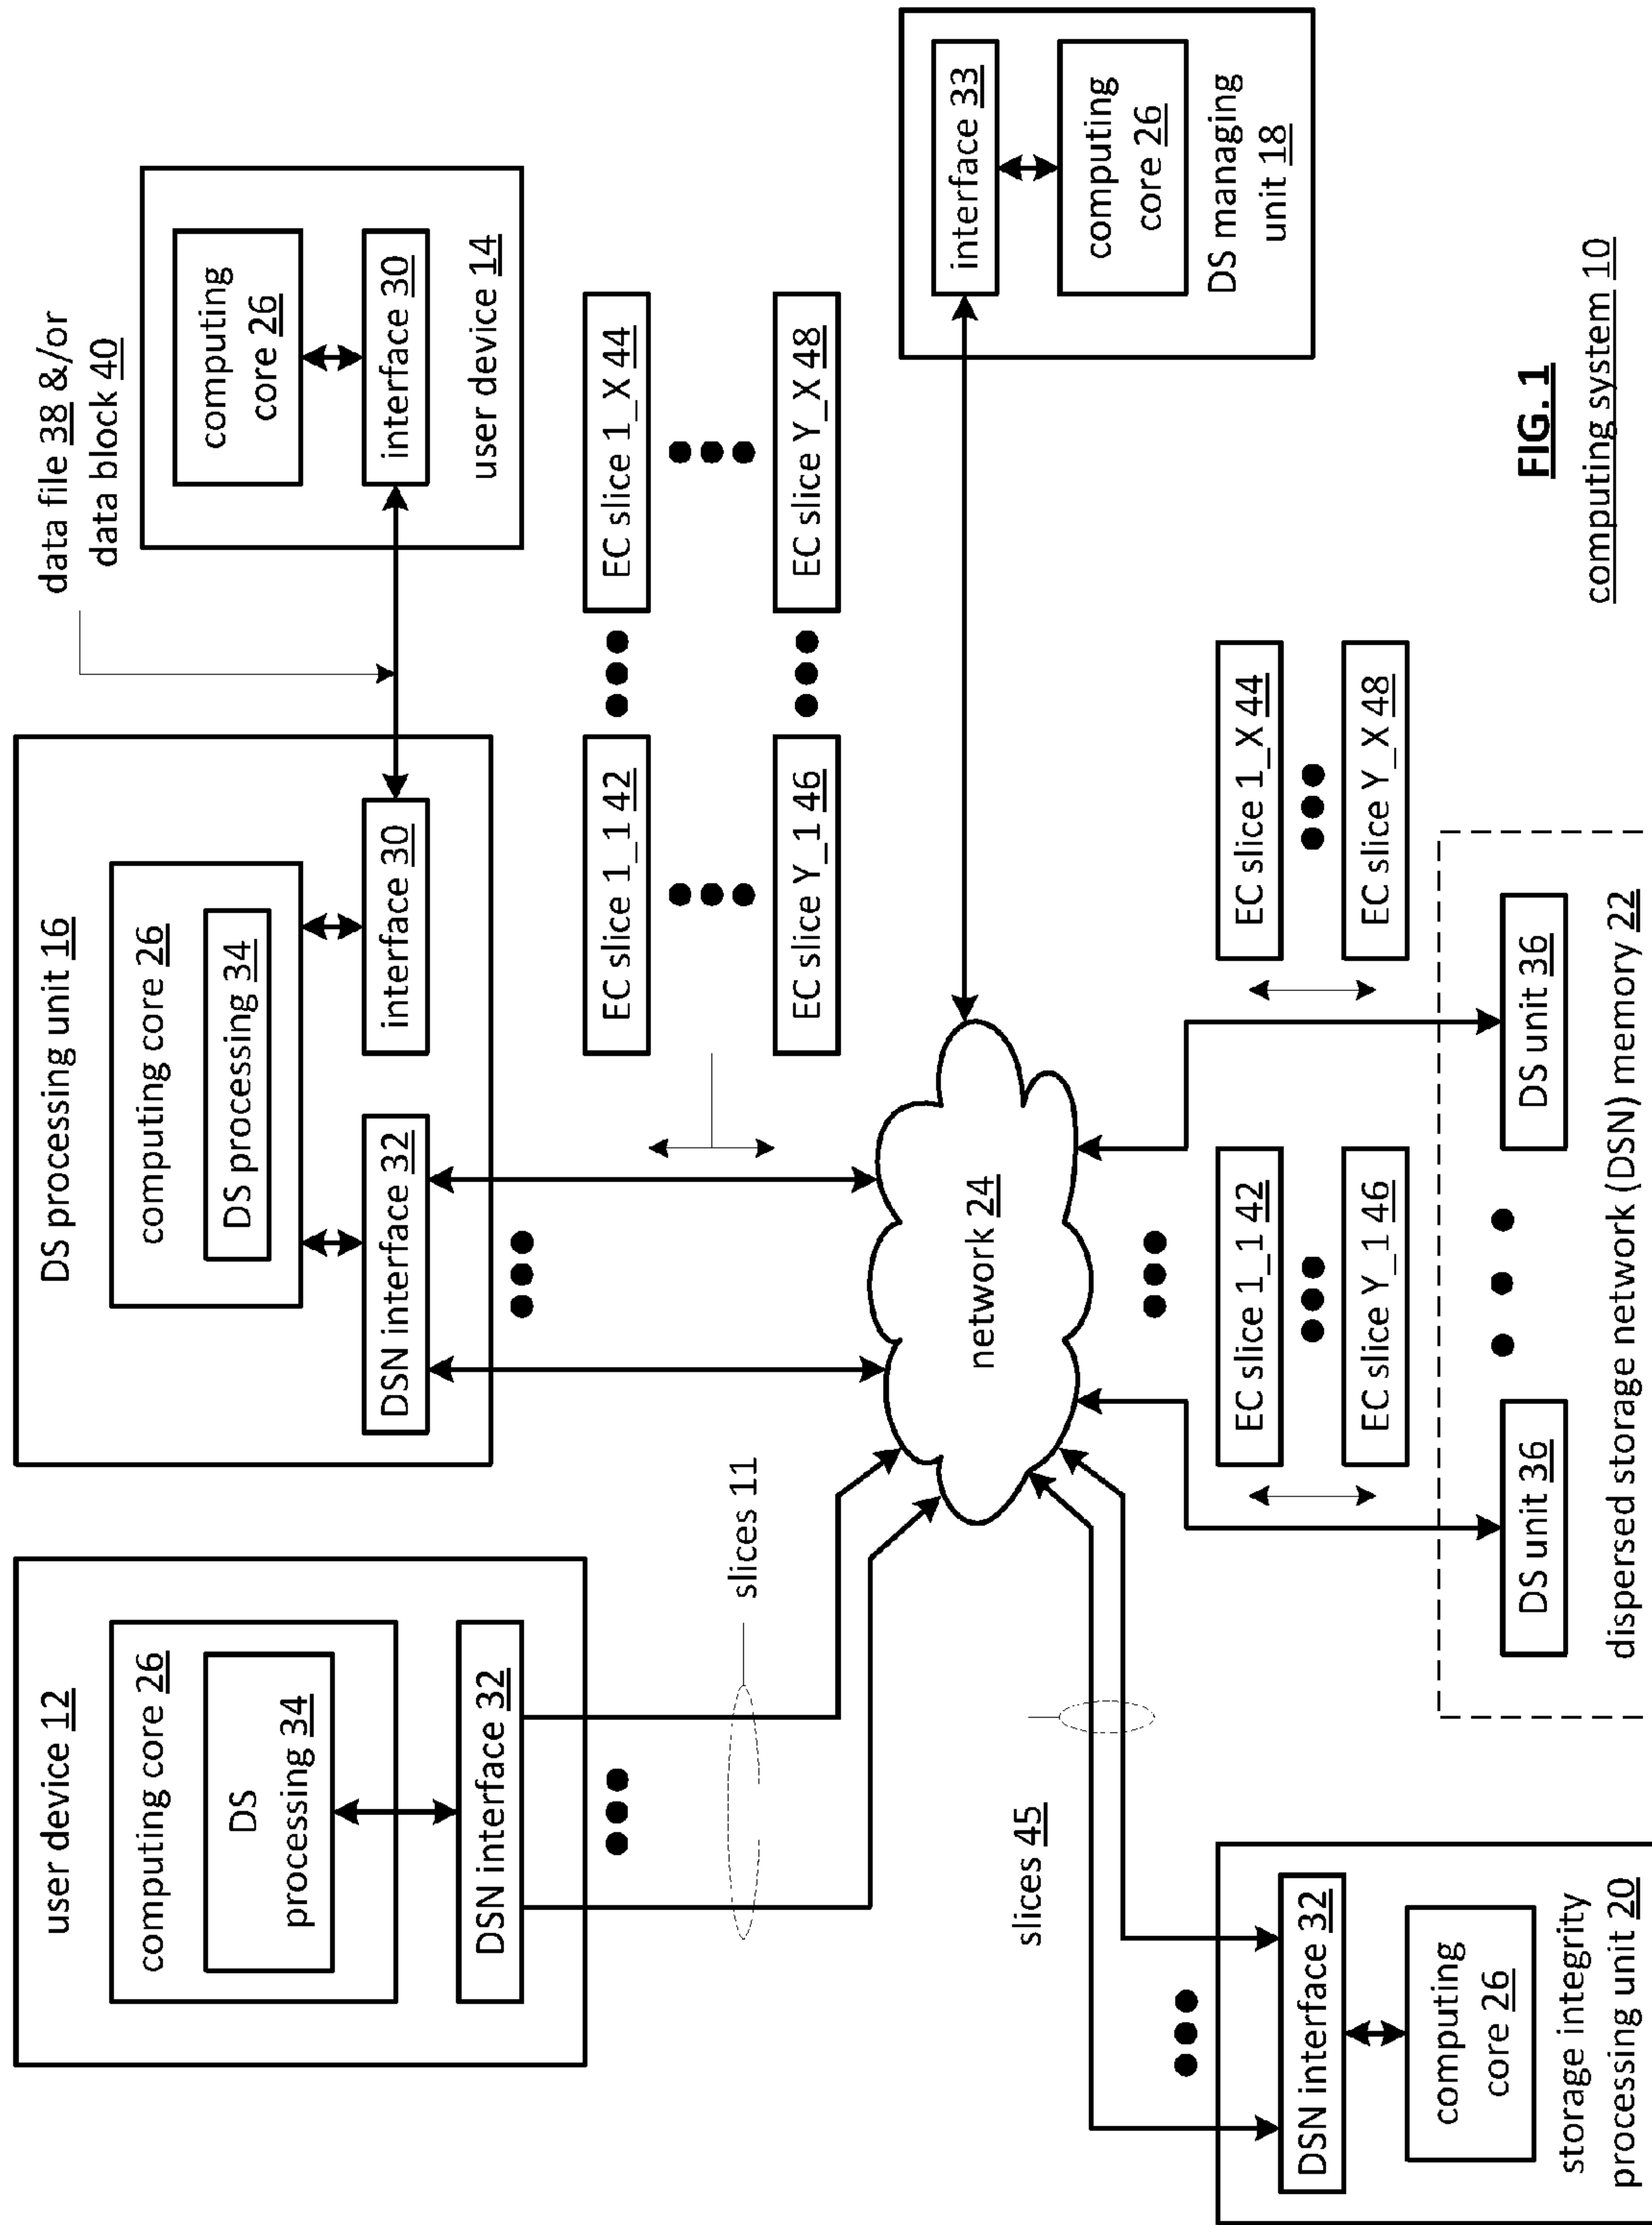 user device 12
computing core 26
DS
processing 34
DSN interface 32
slices 11
DS processing unit 16
computing core 26
DS processing 34
DSN interface 32
interface 30
data file 38 &/or
data block 40
computing
core 26
interface 30
user device 14
EC slice 1_1 42
EC slice 1_X 44
EC slice Y_1 46
EC slice Y_X 48
network 24
interface 33
computing
core 26
DS managing
unit 18
slices 45
DSN interface 32
computing
core 26
storage integrity
processing unit 20
EC slice 1_1 42
EC slice Y_1 46
EC slice 1_X 44
EC slice Y_X 48
DS unit 36
DS unit 36
dispersed storage network (DSN) memory 22
FIG. 1
computing system 10